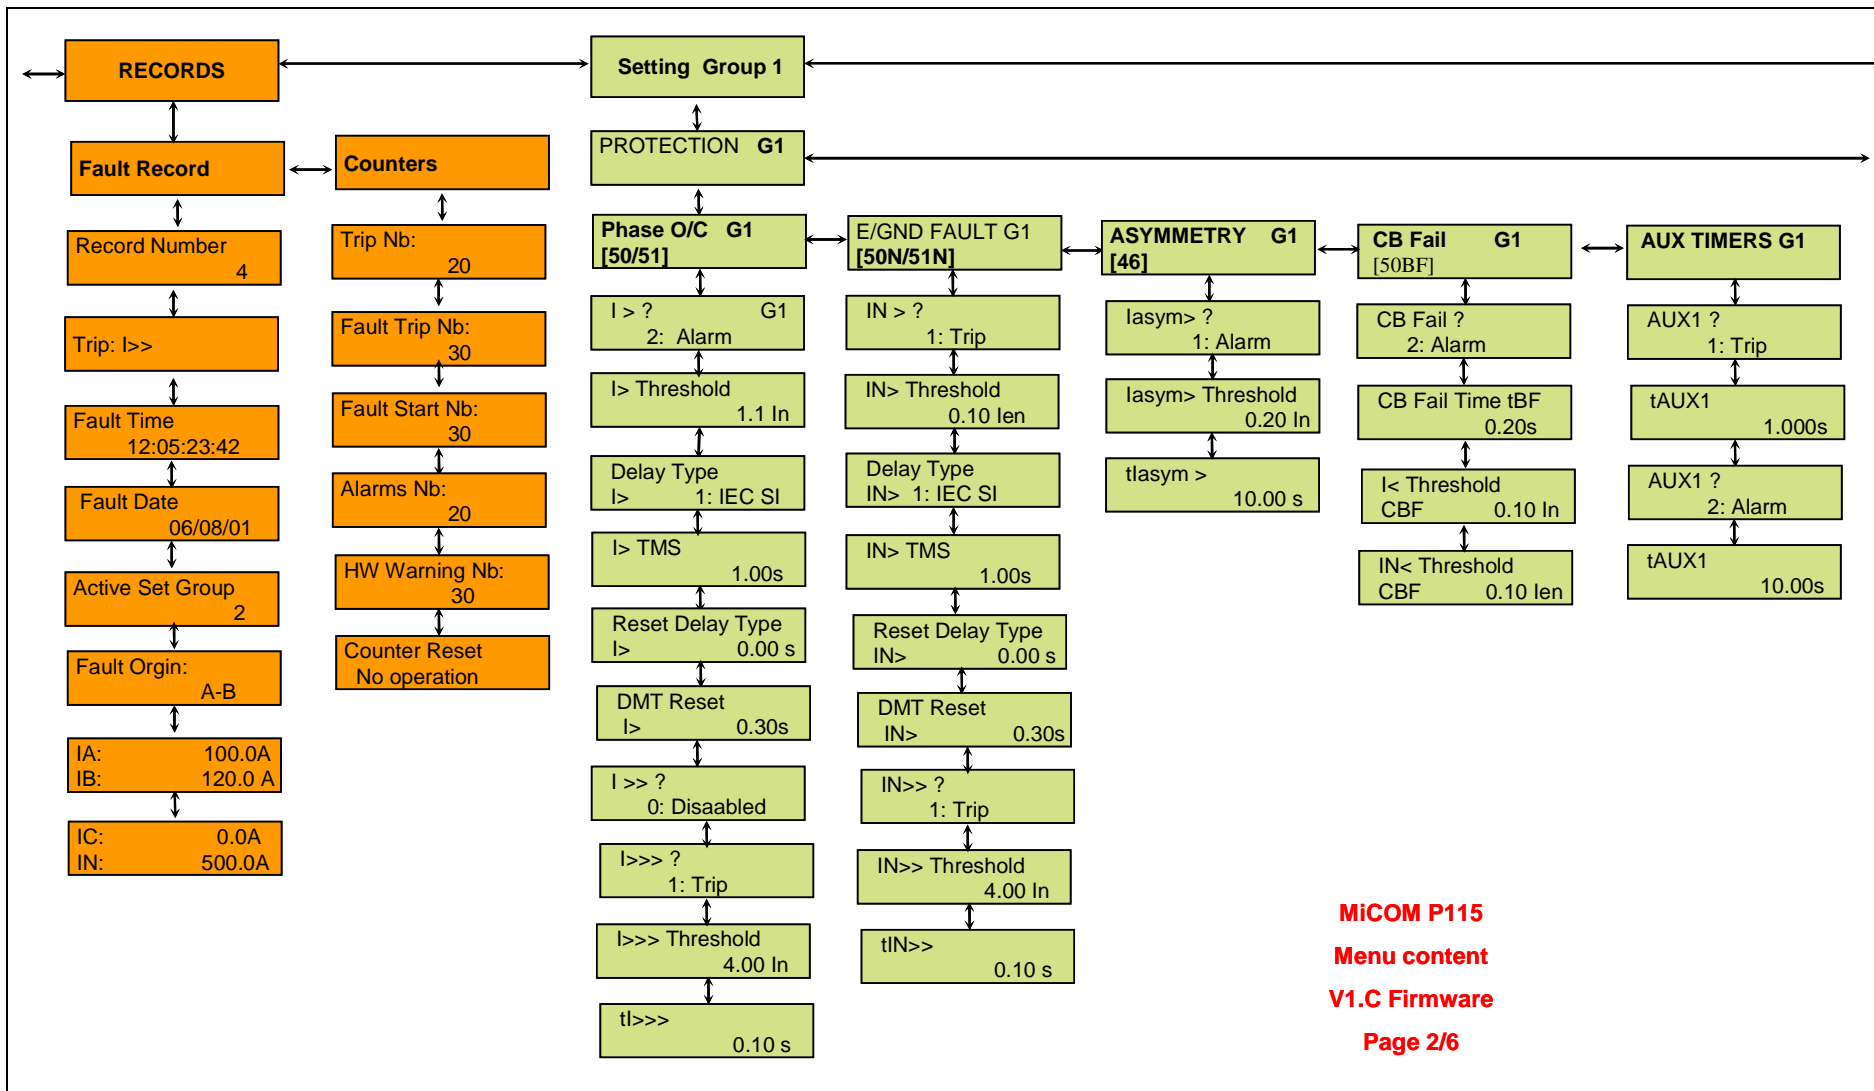 RECORDS
Fault Record
Record Number
4
Trip: I>>
Fault Time
12:05:23:42
Fault Date
06/08/01
Active Set Group
2
Fault Orgin:
A-B
IA: 100.0A
IB: 120.0 A
IC: 0.0A
IN: 500.0A
Counters
Trip Nb:
20
Fault Trip Nb:
30
Fault Start Nb:
30
Alarms Nb:
20
HW Warning Nb:
30
Counter Reset
No operation
Setting Group 1
PROTECTION G1
Phase O/C G1
[50/51]
I > ? G1
2: Alarm
I> Threshold
1.1 In
Delay Type
I> 1: IEC SI
I> TMS
1.00s
Reset Delay Type
I> 0.00 s
DMT Reset
I> 0.30s
I >> ?
0: Disaabled
I>>> ?
1: Trip
I>>> Threshold
4.00 In
tI>>>
0.10 s
E/GND FAULT G1
[50N/51N]
IN > ?
1: Trip
IN> Threshold
0.10 Ien
Delay Type
IN> 1: IEC SI
IN> TMS
1.00s
Reset Delay Type
IN> 0.00 s
DMT Reset
IN> 0.30s
IN>> ?
1: Trip
IN>> Threshold
4.00 In
tIN>>
0.10 s
ASYMMETRY G1
[46]
Iasym> ?
1: Alarm
Iasym> Threshold
0.20 In
tIasym >
10.00 s
CB Fail G1
[50BF]
CB Fail ?
2: Alarm
CB Fail Time tBF
0.20s
I< Threshold
CBF 0.10 In
IN< Threshold
CBF 0.10 Ien
AUX TIMERS G1
AUX1 ?
1: Trip
tAUX1
1.000s
AUX1 ?
2: Alarm
tAUX1
10.00s
MiCOM P115
Menu content
V1.C Firmware
Page 2/6